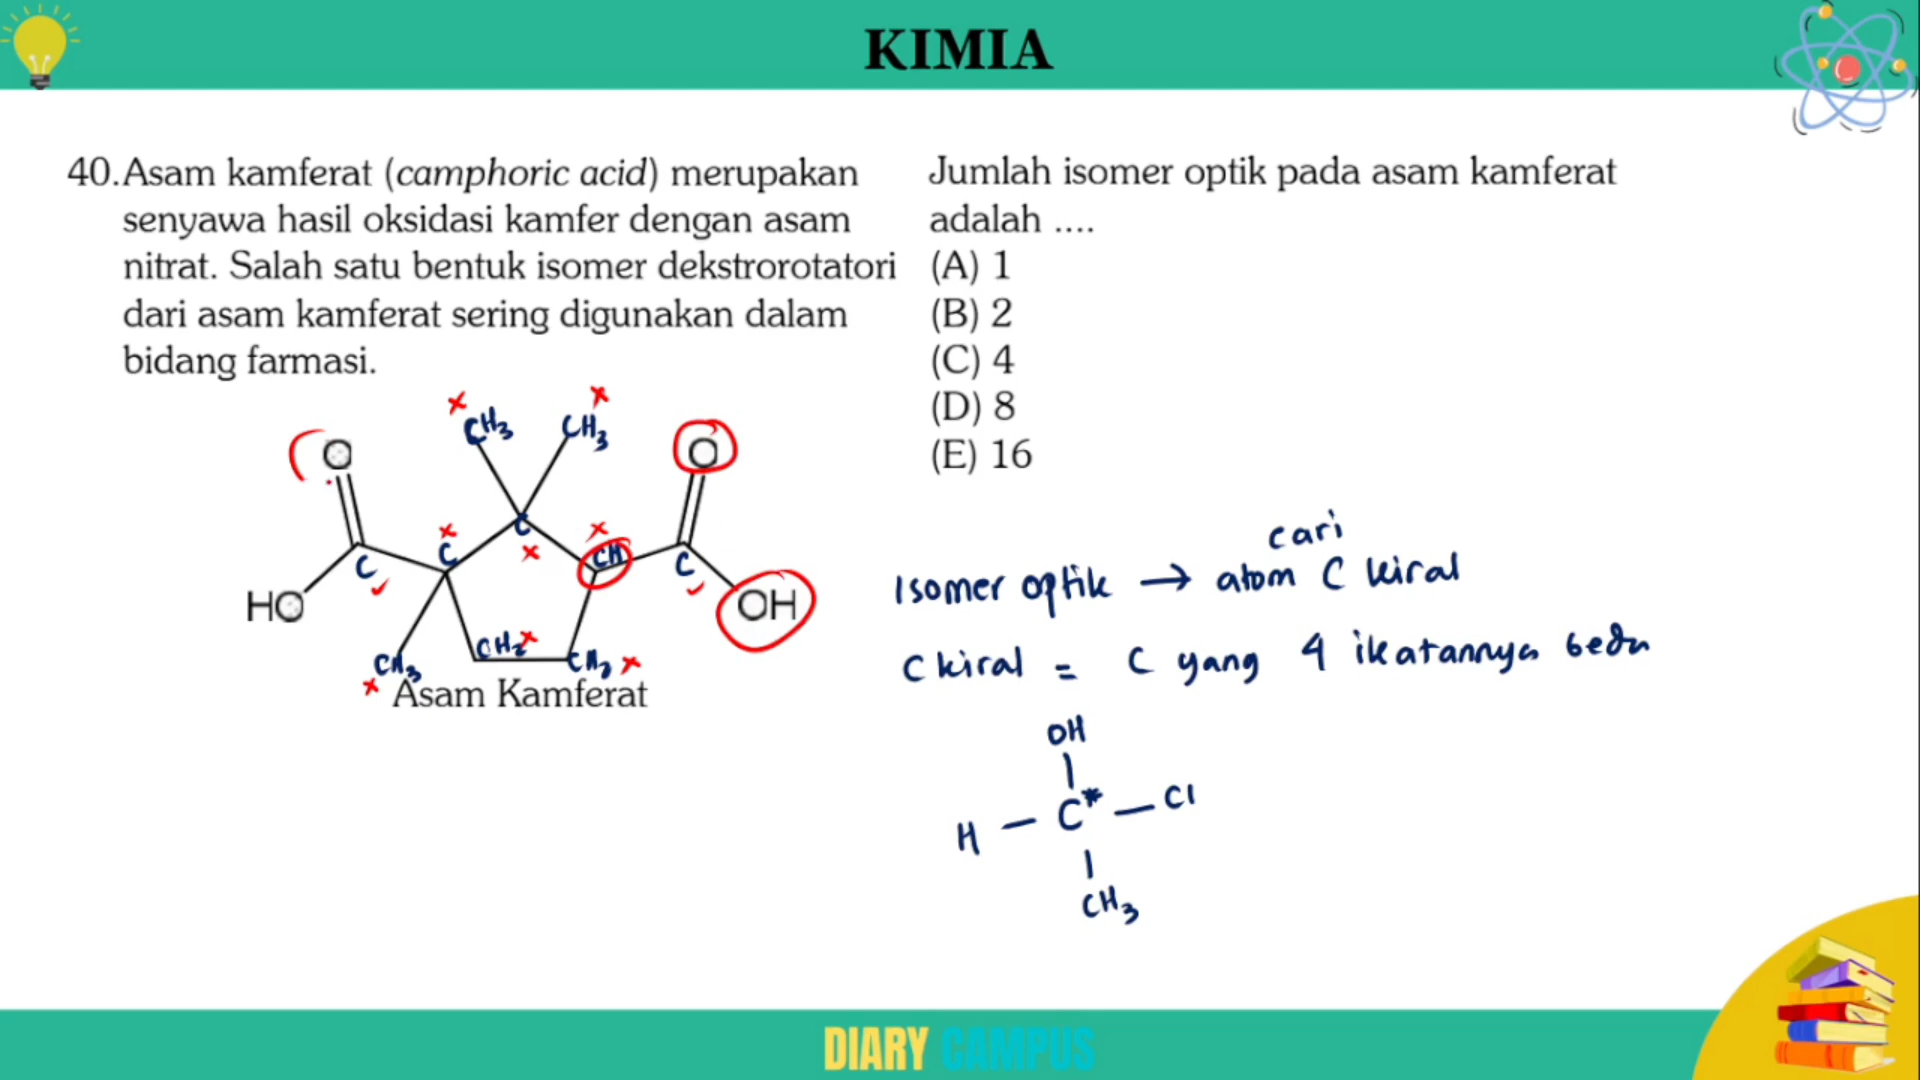 KIMIA
40. Asam kamferat (camphoric acid) merupakan
senyawa hasil oksidasi kamfer dengan asam
nitrat. Salah satu bentuk isomer dekstrorotatori
dari asam kamferat sering digunakan dalam
bidang farmasi.
CH3 CH3
O O
C C CH C
HO OH
CH3 CH2 CH2
Asam Kamferat
Jumlah isomer optik pada asam kamferat
adalah ....
(A) 1
(B) 2
(C) 4
(D) 8
(E) 16
cari
Isomer optik → atom C kiral
C kiral = C yang 4 ikatannya beda
OH
H - C* - Cl
CH3
DIARY CAMPUS